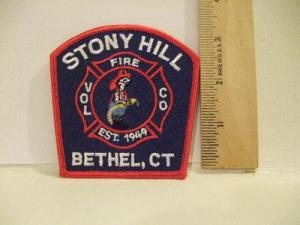 STONY HILL
FIRE
VOL
CO
EST. 1949
BETHEL, CT